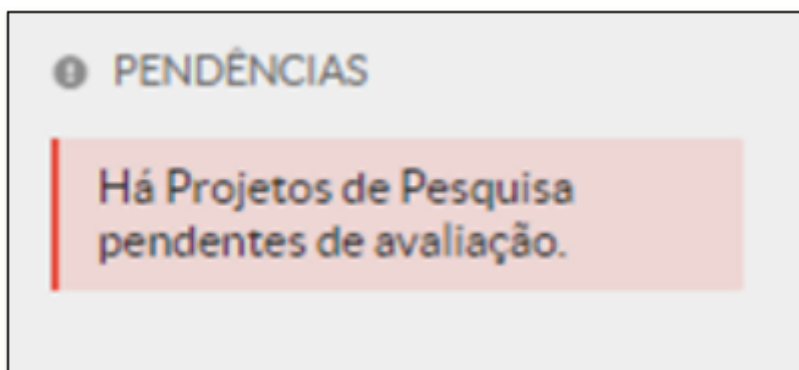 PENDÊNCIAS
Há Projetos de Pesquisa
pendentes de avaliação.